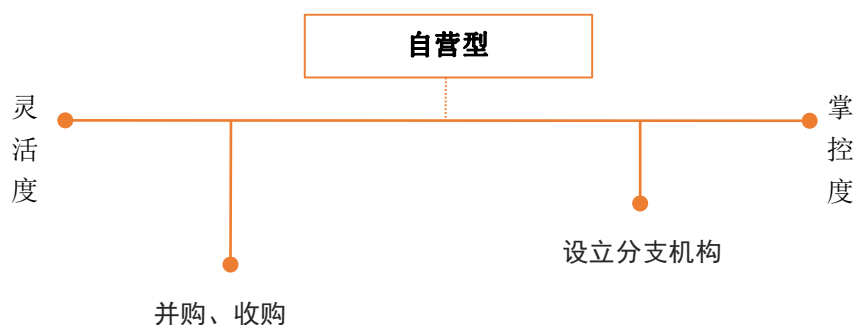 自营型
灵活度
掌控度
设立分支机构
并购、收购